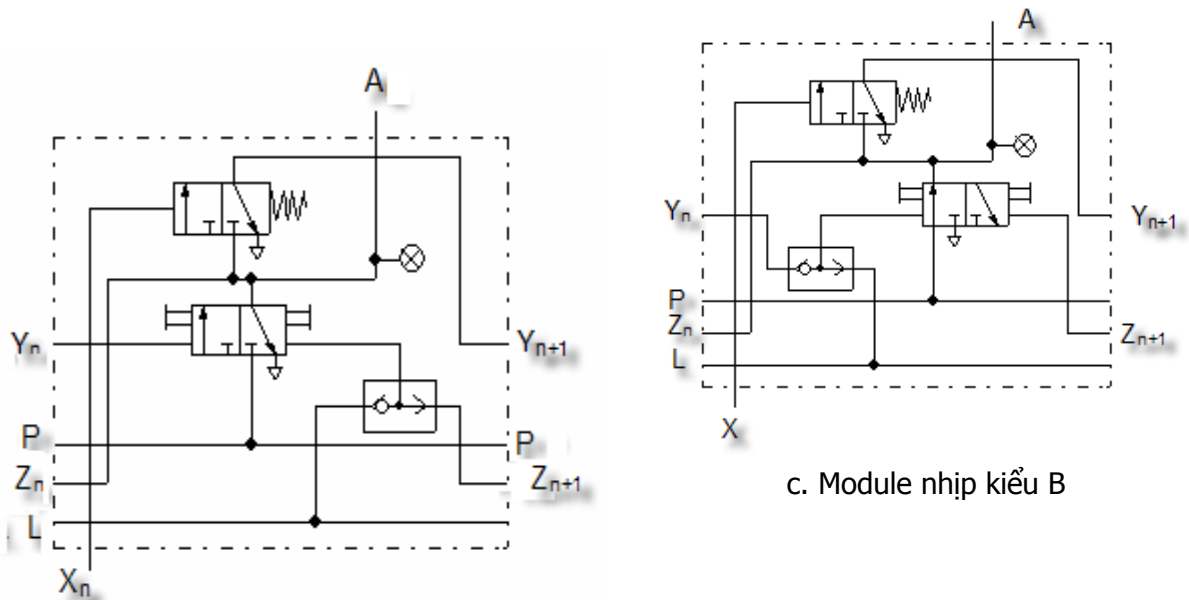 A
Yn
Yn+1
P
P
Zn
Zn+1
L
Xn
A
Yn
Yn+1
P
Zn
Zn+1
L
X
c. Module nhịp kiểu B